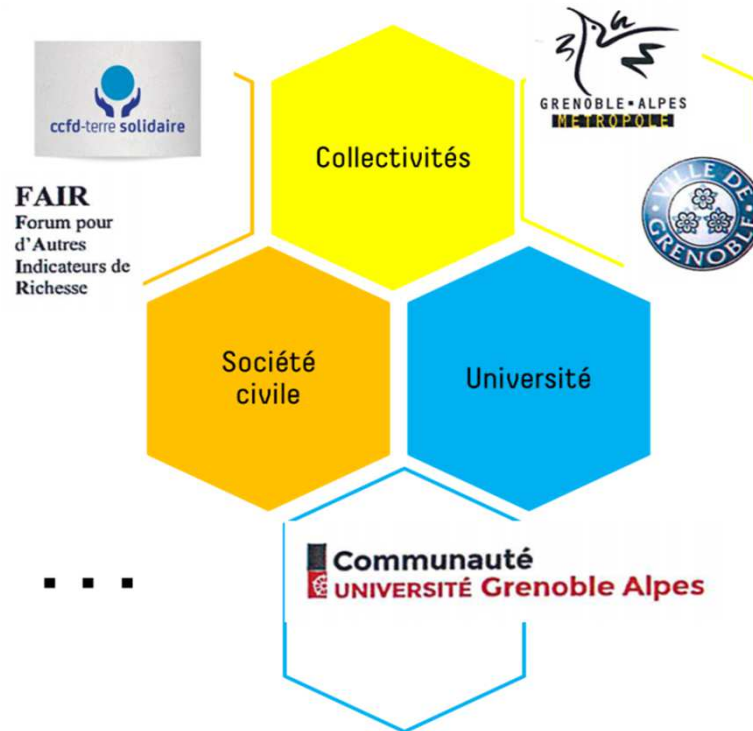 ccfd-terre solidaire
GRENOBLE▪ALPES
METROPOLE
Collectivités
VILLE DE
GRENOBLE
FAIR
Forum pour
d'Autres
Indicateurs de
Richesse
Société
civile
Université
...
Communauté
UNIVERSITÉ Grenoble Alpes